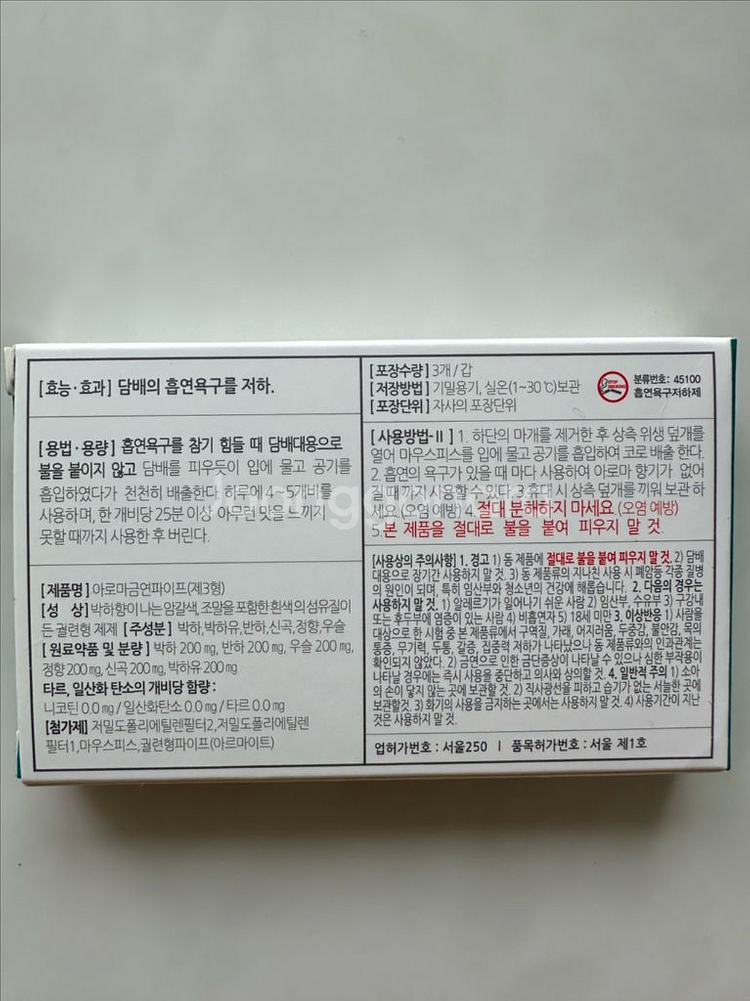 [효능·효과] 담배의 흡연욕구를 저하.
[용법·용량] 흡연욕구를 참기 힘들 때 담배대용으로
불을 붙이지 않고 담배를 피우듯이 입에 물고 공기를
흡입하였다가 천천히 배출한다. 하루에 4~5개비를
사용하며, 한 개비당 25분 이상 아무런 맛을 느끼지
못할때까지 사용한 후 버린다.
[제품명] 아로마금연파이프(제3형)
[성 상] 박하향이 나는 암갈색, 조말을 포함한 흰색의 섬유질이
든 궐련형 제제 [주성분] 박하, 박하유, 반하, 신곡, 정향, 우슬
[원료약품 및 분량] 박하 200 mg, 반하 200 mg, 우슬 200 mg,
정향 200 mg, 신곡 200 mg, 박하유 200 mg
타르, 일산화 탄소의 개비당 함량 :
니코틴 0.0 mg / 일산화탄소 0.0 mg / 타르 0.0 mg
[첨가제] 저밀도폴리에틸렌필터2, 저밀도폴리에틸렌
필터1, 마우스피스, 궐련형파이프(아르마이트)
[포장수량] 3개 / 갑
[저장방법] 기밀용기, 실온(1~30℃)보관
[포장단위] 자사의 포장단위
분류번호: 45100
흡연욕구저하제
[사용방법-II] 1. 하단의 마개를 제거한 후 상측 위생 덮개를
열어 마우스피스를 입에 물고 공기를 흡입하여 코로 배출 한다.
2. 흡연의 욕구가 있을 때 마다 사용하여 아로마 향기가 없어
질 때 까지 사용할 수 있다. 3. 휴대 시 상측 덮개를 끼워 보관 하
세요. (오염 예방) 4. 절대 분해하지 마세요. (오염 예방)
5. 본 제품을 절대로 불을 붙여 피우지 말 것.
[사용상의 주의사항] 1. 경고 1) 동 제품에 절대로 불을 붙여 피우지 말 것. 2) 담배
대용으로 장기간 사용하지 말 것. 3) 동 제품류의 지나친 사용 시 폐암등 각종 질병
의 원인이 되며, 특히 임산부와 청소년의 건강에 해롭습니다. 2. 다음의 경우는
사용하지 말 것. 1) 알레르기가 일어나기 쉬운 사람 2) 임산부, 수유부 3) 구강내
또는 후두부에 염증이 있는 사람 4) 비흡연자 5) 18세 미만 3. 이상반응 1) 사람을
대상으로 한 시험 중 본 제품류에서 구역질, 가래, 어지러움, 두중감, 불안감, 목의
통증, 무기력, 두통, 갈증, 집중력 저하가 나타났으나 동 제품류와의 인과관계는
확인되지 않았다. 2) 금연으로 인한 금단증상이 나타날 수 있으나 심한 부작용이
나타날 경우에는 즉시 사용을 중단하고 의사와 상의할 것. 4. 일반적 주의 1) 소아
의 손이 닿지 않는 곳에 보관할 것. 2) 직사광선을 피하고 습기가 없는 서늘한 곳에
보관할것. 3) 화기의 사용을 금지하는 곳에서는 사용하지 말 것. 4) 사용기간이 지난
것은 사용하지 말 것.
업허가번호 : 서울250 | 품목허가번호 : 서울 제1호